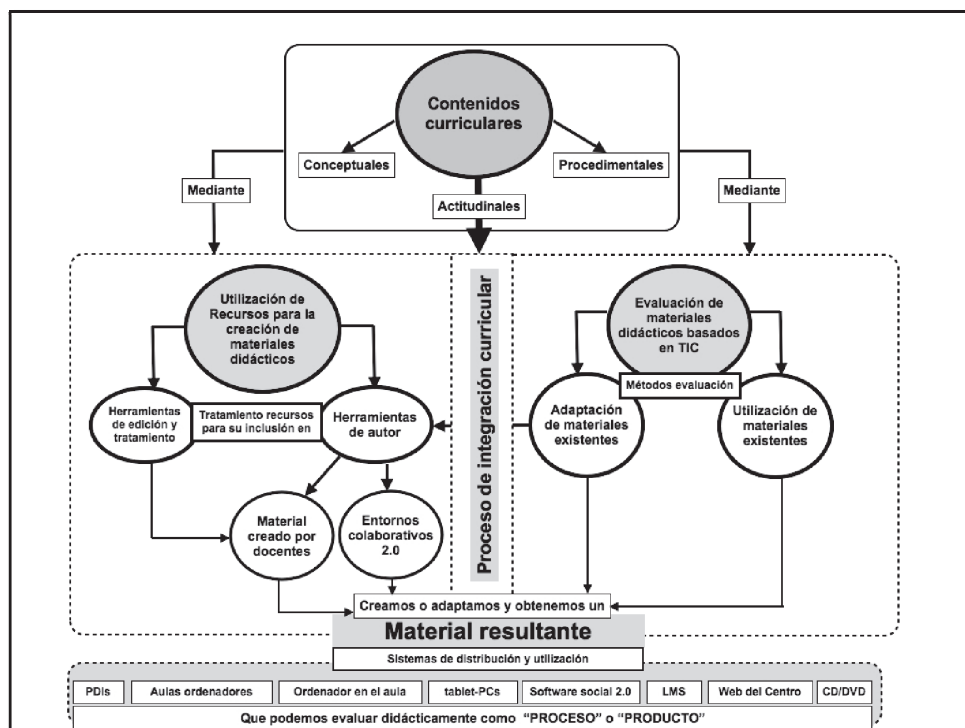 Contenidos
curriculares
Conceptuales
Procedimentales
Actitudinales
Mediante
Mediante
Utilización de
Recursos para la
creación de
materiales
didácticos
Herramientas
de edición y
tratamiento
Tratamiento recursos
para su inclusión en
Herramientas
de autor
Material
creado por
docentes
Entornos
colaborativos
2.0
Proceso de integración curricular
Evaluación de
materiales
didácticos basados
en TIC
Métodos evaluación
Adaptación
de materiales
existentes
Utilización de
materiales
existentes
Creamos o adaptamos y obtenemos un
Material resultante
Sistemas de distribución y utilización
PDIs
Aulas ordenadores
Ordenador en el aula
tablet-PCs
Software social 2.0
LMS
Web del Centro
CD/DVD
Que podemos evaluar didácticamente como “PROCESO” o “PRODUCTO”